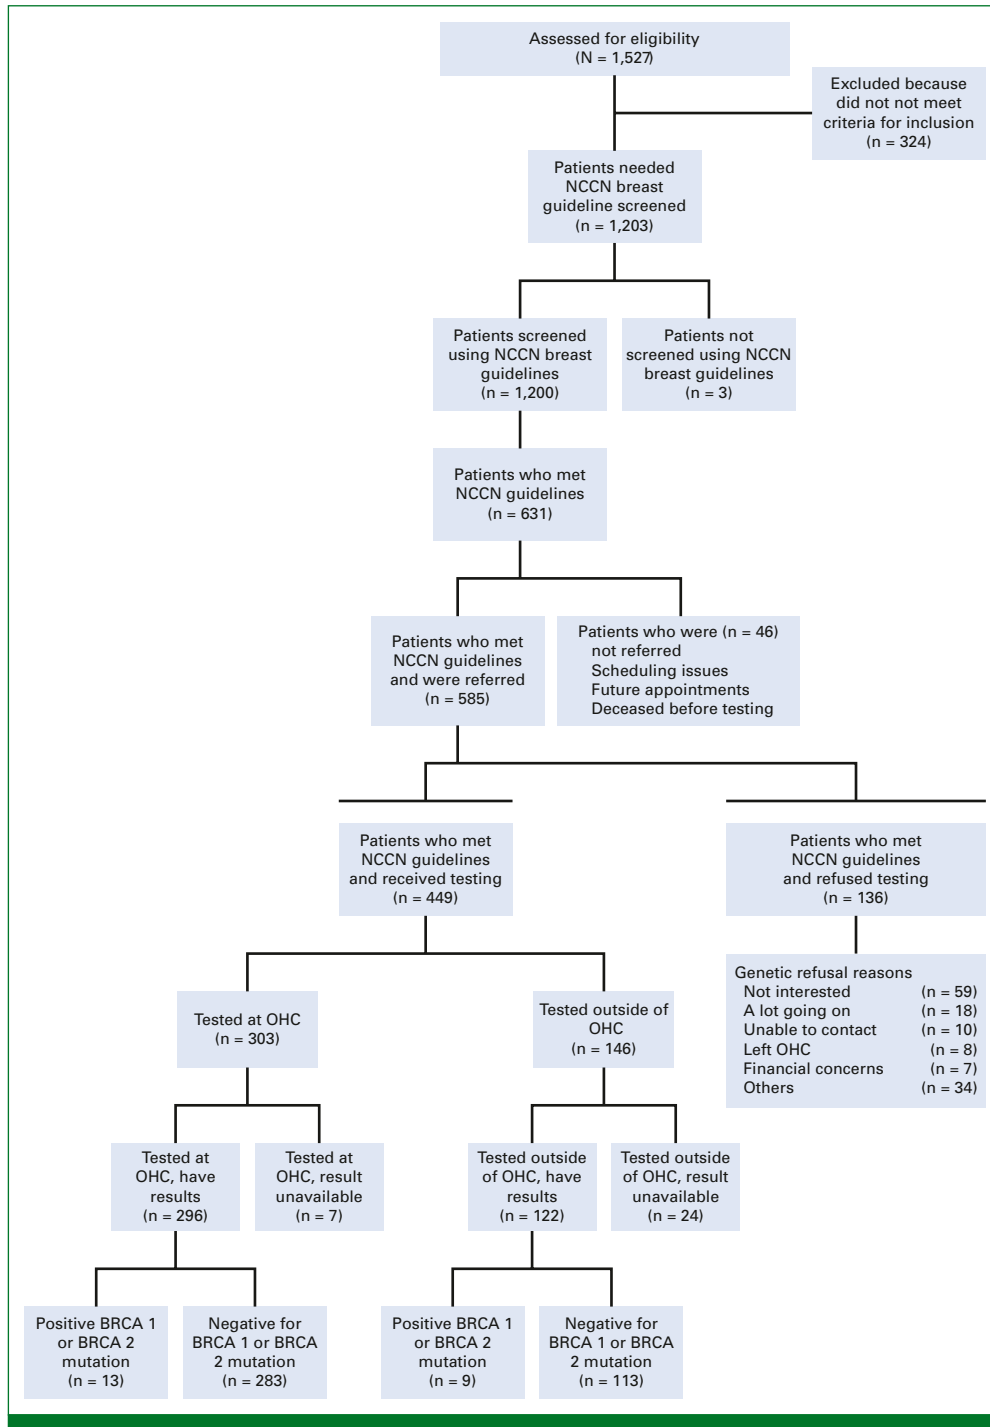 Assessed for eligibility
(N = 1,527)
Excluded because
did not not meet
criteria for inclusion
(n = 324)
Patients needed
NCCN breast
guideline screened
(n = 1,203)
Patients screened
using NCCN breast
guidelines
(n = 1,200)
Patients not
screened using NCCN
breast guidelines
(n = 3)
Patients who met
NCCN guidelines
(n = 631)
Patients who met
NCCN guidelines
and were referred
(n = 585)
Patients who were (n = 46)
not referred
Scheduling issues
Future appointments
Deceased before testing
Patients who met
NCCN guidelines
and received testing
(n = 449)
Patients who met
NCCN guidelines
and refused testing
(n = 136)
Genetic refusal reasons
Not interested (n = 59)
A lot going on (n = 18)
Unable to contact (n = 10)
Left OHC (n = 8)
Financial concerns (n = 7)
Others (n = 34)
Tested at OHC
(n = 303)
Tested outside of
OHC
(n = 146)
Tested at
OHC, have
results
(n = 296)
Tested at
OHC, result
unavailable
(n = 7)
Tested outside
of OHC, have
results
(n = 122)
Tested outside
of OHC, result
unavailable
(n = 24)
Positive BRCA 1
or BRCA 2
mutation
(n = 13)
Negative for
BRCA 1 or BRCA
2 mutation
(n = 283)
Positive BRCA 1
or BRCA 2
mutation
(n = 9)
Negative for
BRCA 1 or BRCA
2 mutation
(n = 113)